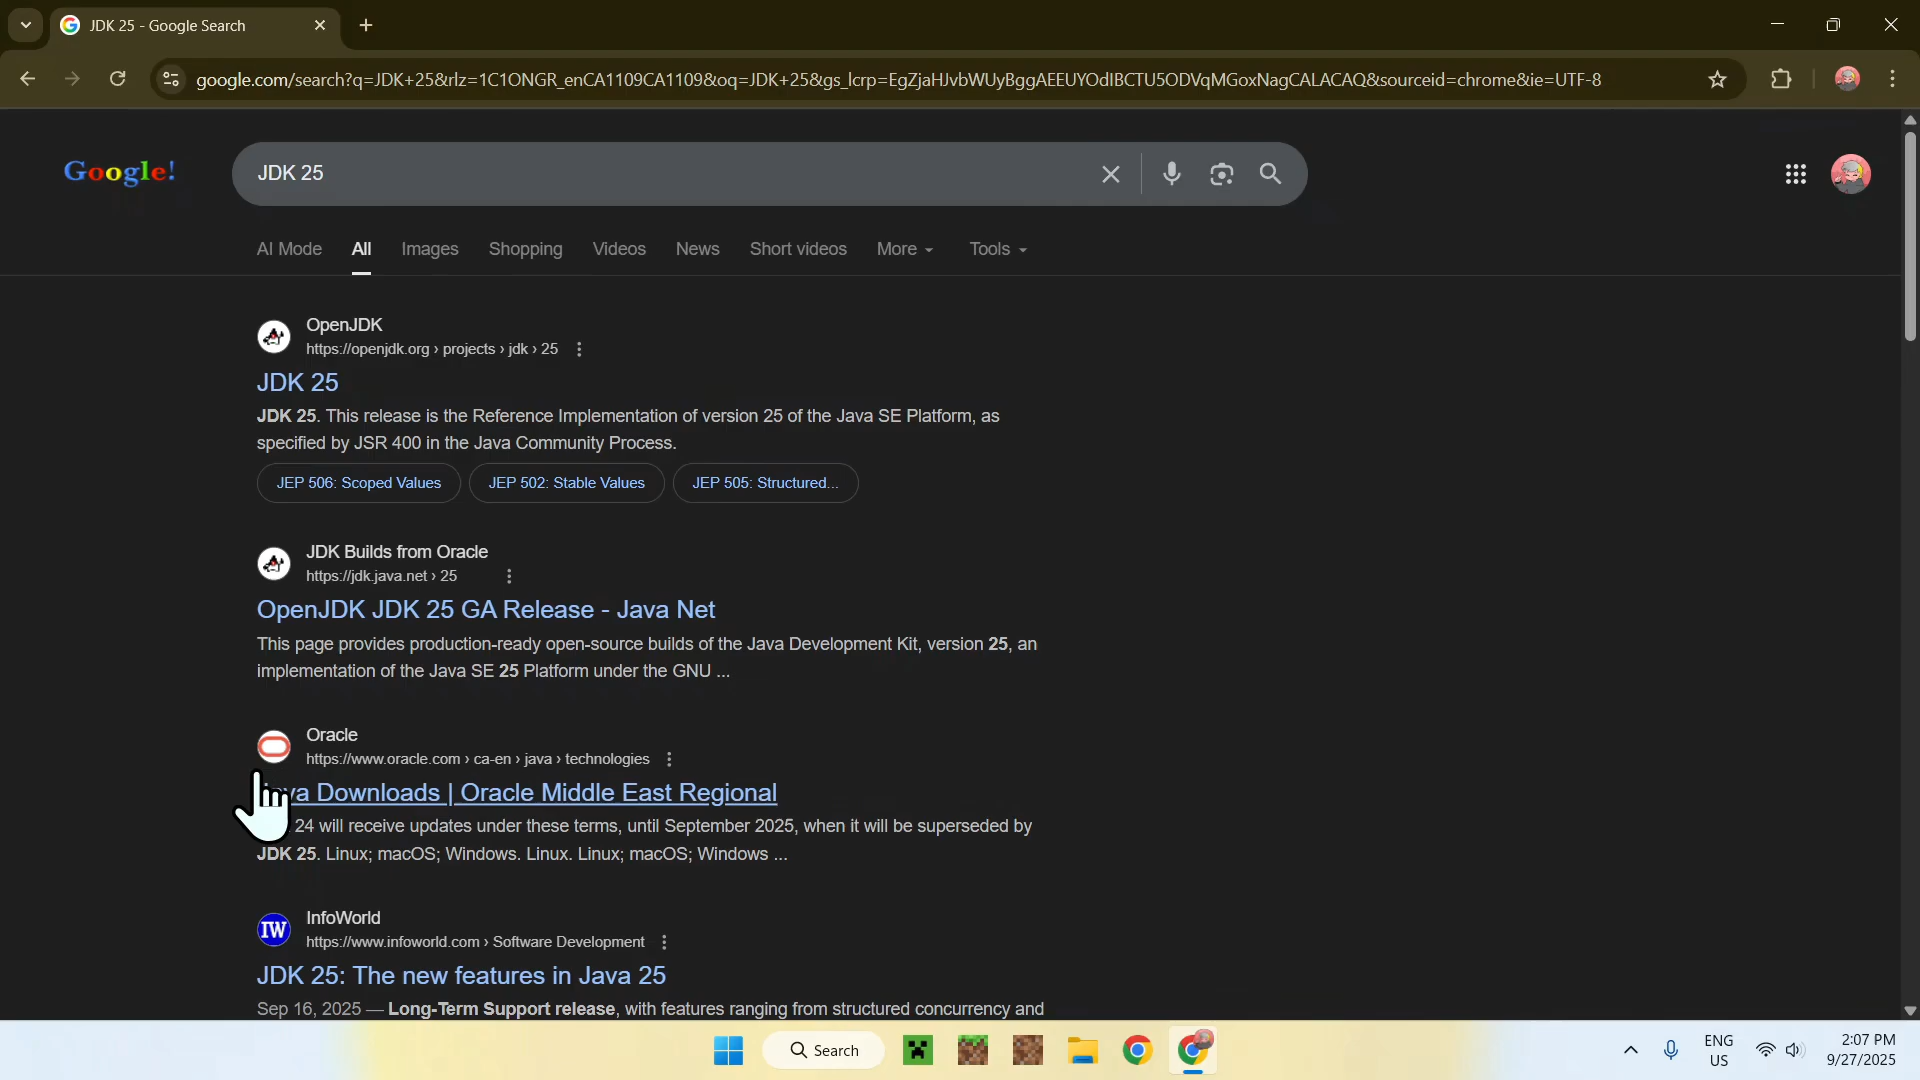 JDK 25 - Google Search
google.com/search?q=JDK+25&rlz=1C1ONGR_enCA1109CA1109&oq=JDK+25&gs_lcrp=EgZjaHJvbWUyBggAEEUYOdIBCTU5ODVqMGoxNagCALACAQ&sourceid=chrome&ie=UTF-8
Google!
JDK 25
AI Mode
All
Images
Shopping
Videos
News
Short videos
More
Tools
OpenJDK
https://openjdk.org › projects › jdk › 25
JDK 25
JDK 25. This release is the Reference Implementation of version 25 of the Java SE Platform, as
specified by JSR 400 in the Java Community Process.
JEP 506: Scoped Values
JEP 502: Stable Values
JEP 505: Structured...
JDK Builds from Oracle
https://jdk.java.net › 25
OpenJDK JDK 25 GA Release - Java Net
This page provides production-ready open-source builds of the Java Development Kit, version 25, an
implementation of the Java SE 25 Platform under the GNU ...
Oracle
https://www.oracle.com › ca-en › java › technologies
Java Downloads | Oracle Middle East Regional
24 will receive updates under these terms, until September 2025, when it will be superseded by
JDK 25. Linux; macOS; Windows. Linux. Linux; macOS; Windows ...
IW
InfoWorld
https://www.infoworld.com › Software Development
JDK 25: The new features in Java 25
Sep 16, 2025 — Long-Term Support release, with features ranging from structured concurrency and
Search
ENG
US
2:07 PM
9/27/2025